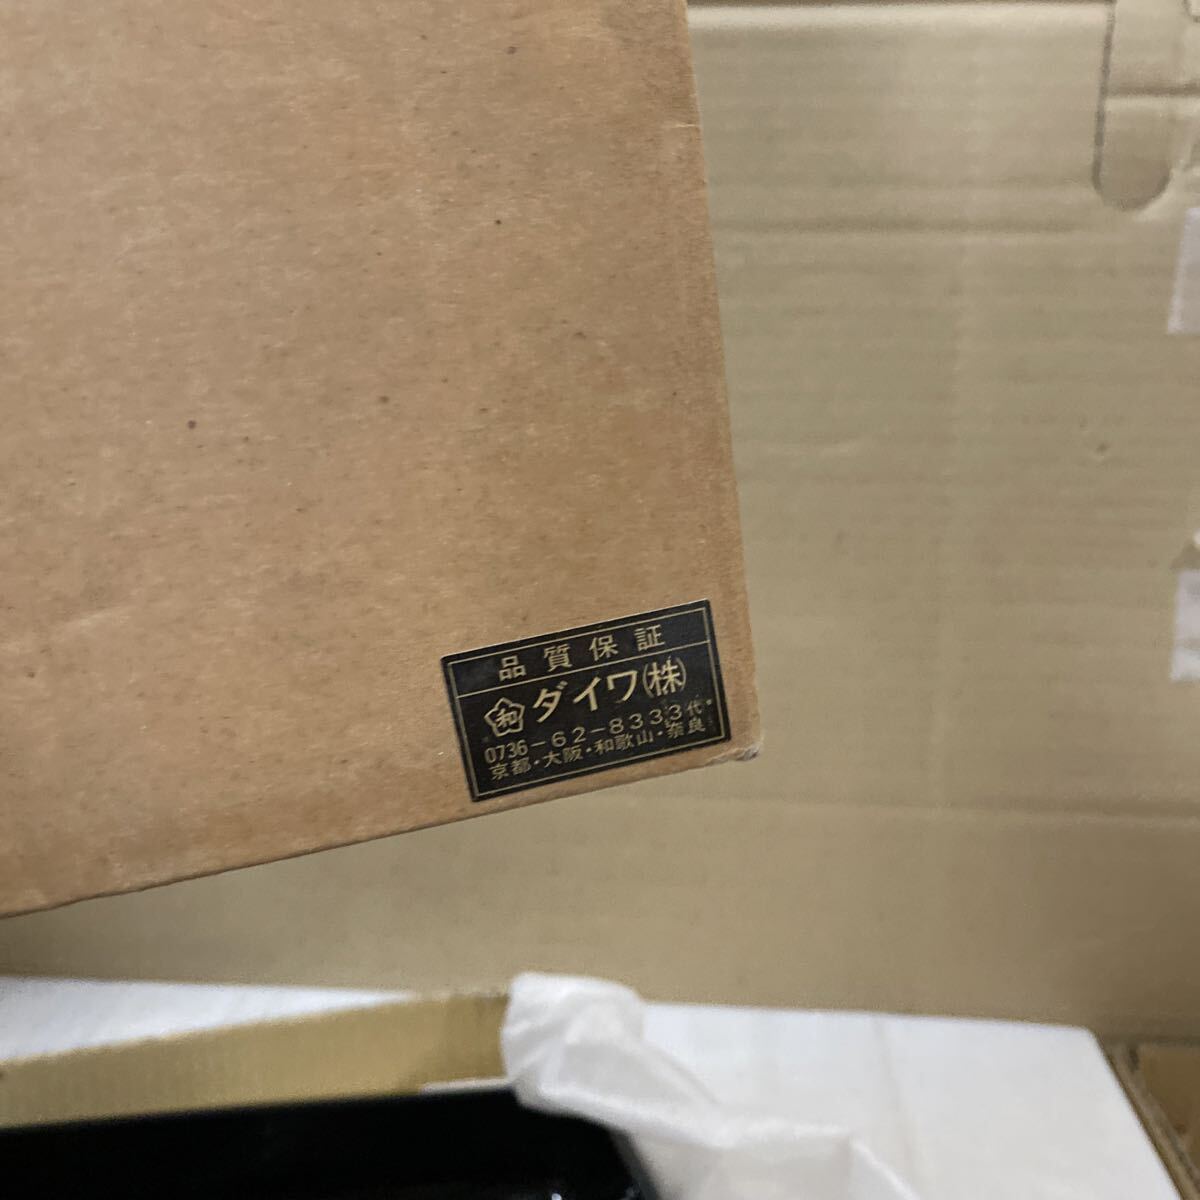 品質保証
和 ダイワ(株)
0736-62-8333代
京都・大阪・和歌山・奈良